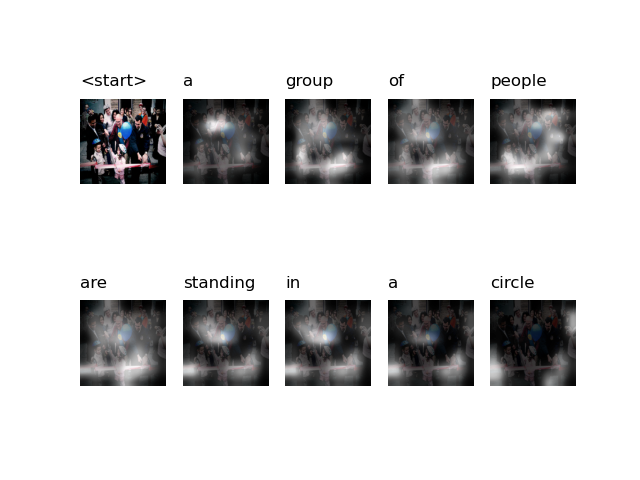 <start> a group of people
are standing in a circle